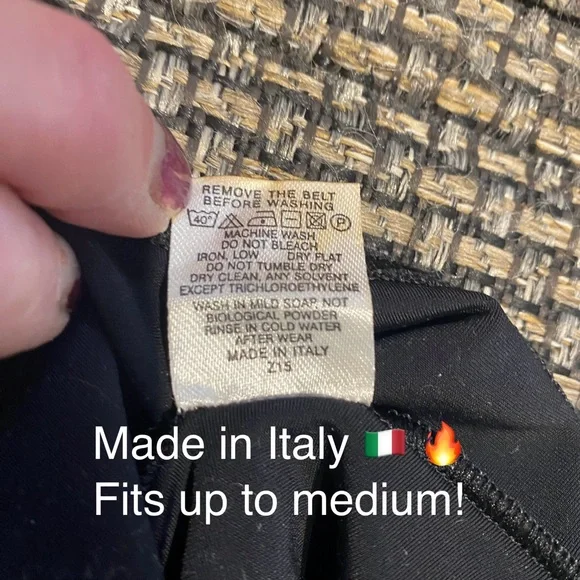 REMOVE THE BELT
BEFORE WASHING
40° P
MACHINE WASH
DO NOT BLEACH
IRON, LOW DRY FLAT
DO NOT TUMBLE DRY
DRY CLEAN, ANY SOLVENT
EXCEPT TRICHLOROETHYLENE
WASH IN MILD SOAP, NOT
BIOLOGICAL POWDER
RINSE IN COLD WATER
AFTER WEAR
MADE IN ITALY
Z15
Made in Italy 🇮🇹 🔥
Fits up to medium!